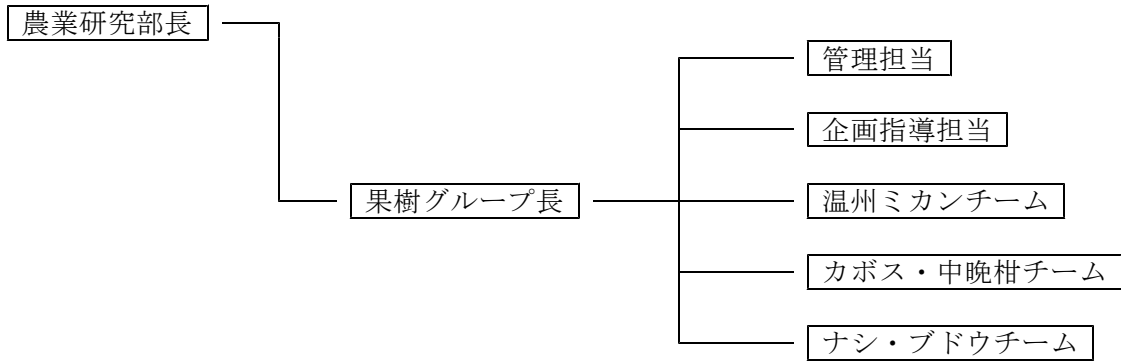 農業研究部長
管理担当
企画指導担当
果樹グループ長
温州ミカンチーム
カボス・中晩柑チーム
ナシ・ブドウチーム